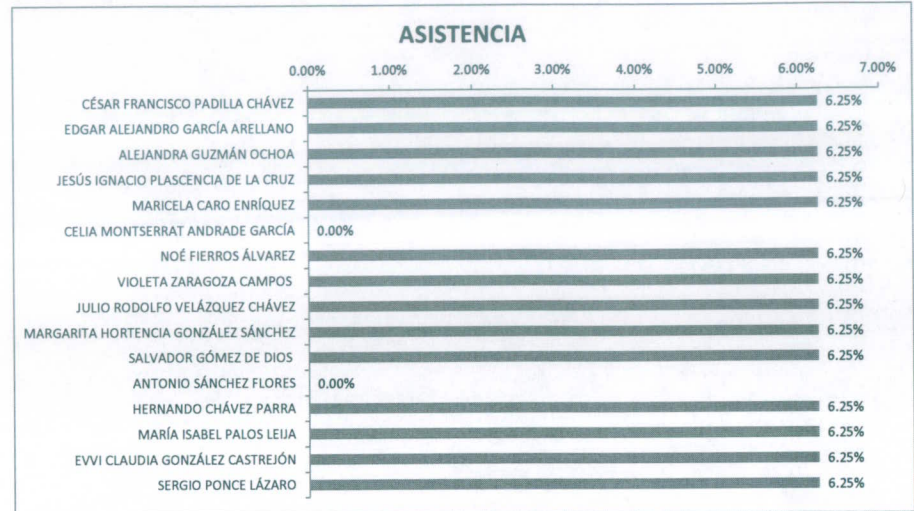 ASISTENCIA
0.00% 1.00% 2.00% 3.00% 4.00% 5.00% 6.00% 7.00%
CÉSAR FRANCISCO PADILLA CHÁVEZ 6.25%
EDGAR ALEJANDRO GARCÍA ARELLANO 6.25%
ALEJANDRA GUZMÁN OCHOA 6.25%
JESÚS IGNACIO PLASCENCIA DE LA CRUZ 6.25%
MARICELA CARO ENRÍQUEZ 6.25%
CELIA MONTSERRAT ANDRADE GARCÍA 0.00%
NOÉ FIERROS ÁLVAREZ 6.25%
VIOLETA ZARAGOZA CAMPOS 6.25%
JULIO RODOLFO VELÁZQUEZ CHÁVEZ 6.25%
MARGARITA HORTENCIA GONZÁLEZ SÁNCHEZ 6.25%
SALVADOR GÓMEZ DE DIOS 6.25%
ANTONIO SÁNCHEZ FLORES 0.00%
HERNANDO CHÁVEZ PARRA 6.25%
MARÍA ISABEL PALOS LEIJA 6.25%
EVVI CLAUDIA GONZÁLEZ CASTREJÓN 6.25%
SERGIO PONCE LÁZARO 6.25%